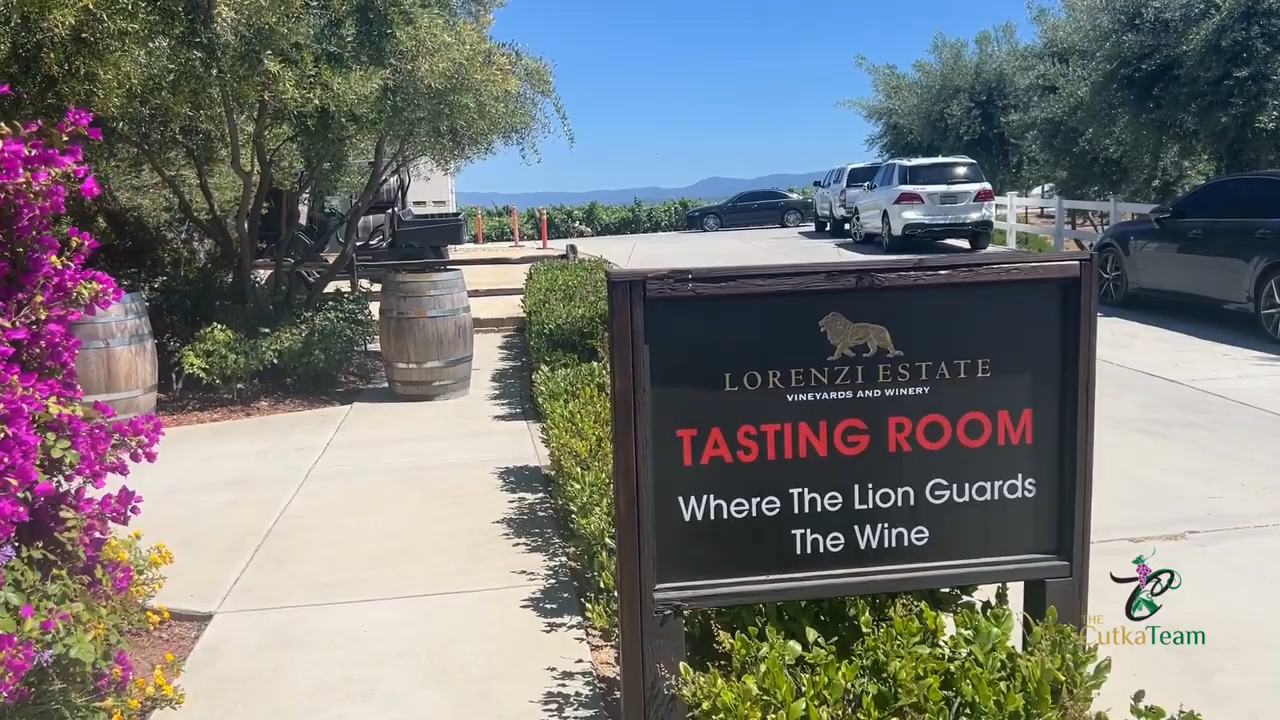 LORENZI ESTATE
VINEYARDS AND WINERY
TASTING ROOM
Where The Lion Guards
The Wine
THE
CutkaTeam